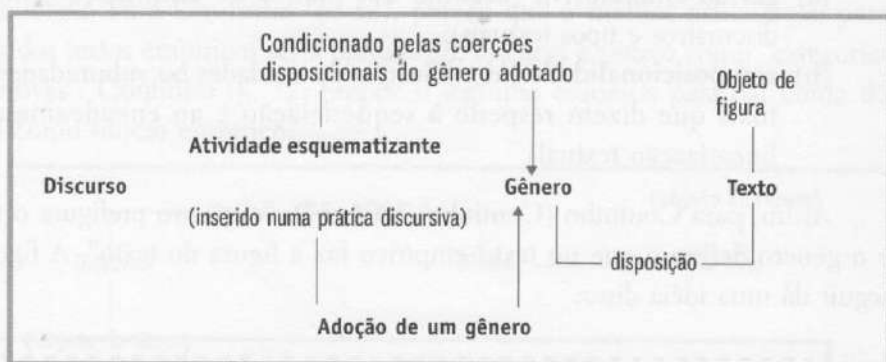 Condicionado pelas coerções
disposicionais do gênero adotado
Objeto de
figura
Atividade esquematizante
Discurso
Gênero
Texto
(inserido numa prática discursiva)
disposição
Adoção de um gênero